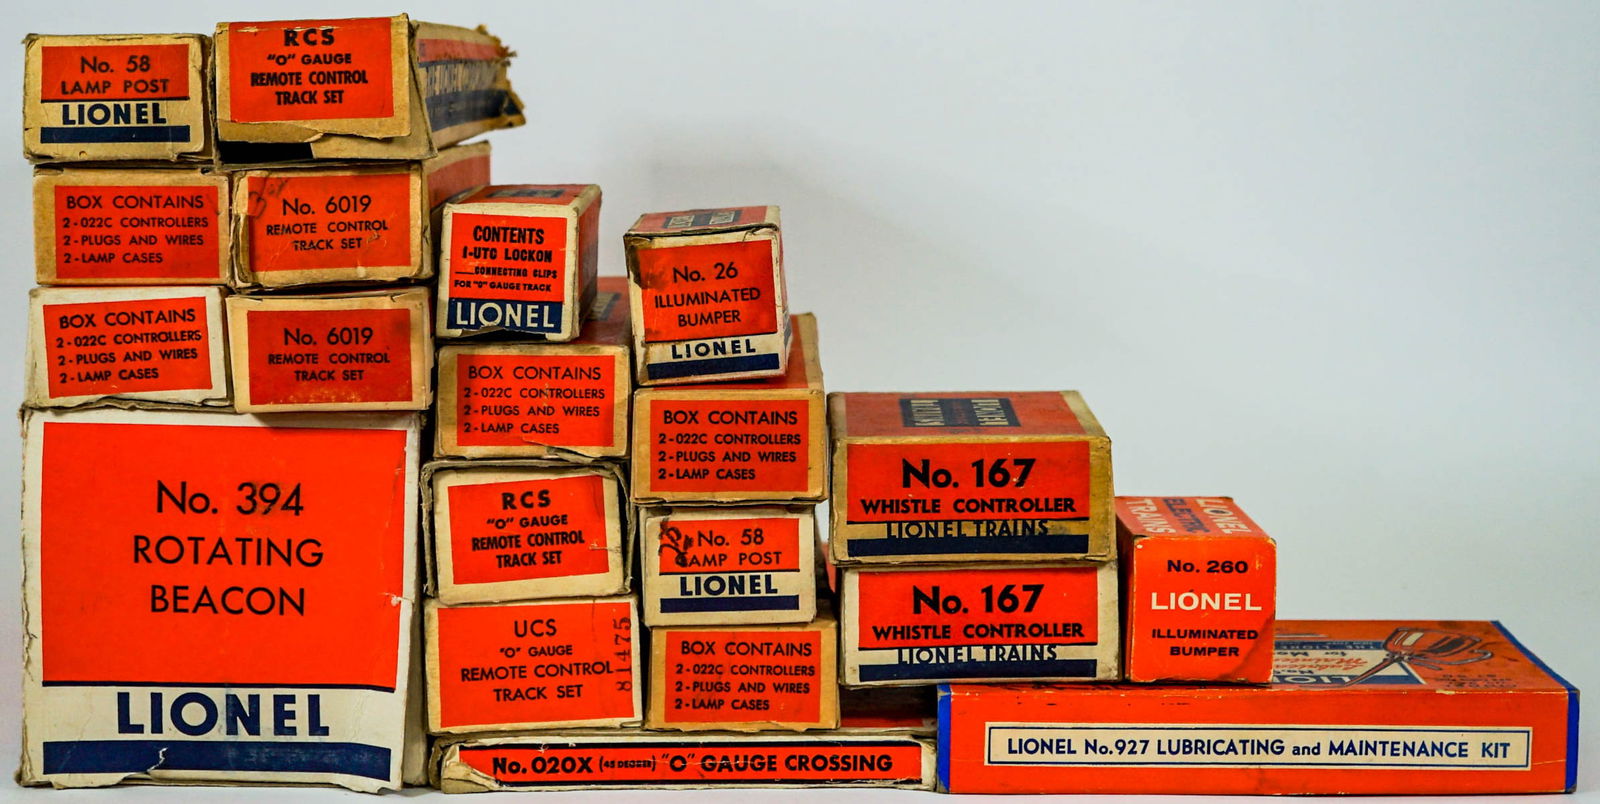 No. 58
LAMP POST
LIONEL
RCS
"O" GAUGE
REMOTE CONTROL
TRACK SET
BOX CONTAINS
2-022C CONTROLLERS
2-PLUGS AND WIRES
2-LAMP CASES
No. 6019
REMOTE CONTROL
TRACK SET
CONTENTS
1-UTC LOCKON
CONNECTING CLIPS
FOR "O" GAUGE TRACK
LIONEL
No. 26
ILLUMINATED
BUMPER
LIONEL
BOX CONTAINS
2-022C CONTROLLERS
2-PLUGS AND WIRES
2-LAMP CASES
No. 6019
REMOTE CONTROL
TRACK SET
BOX CONTAINS
2-022C CONTROLLERS
2-PLUGS AND WIRES
2-LAMP CASES
BOX CONTAINS
2-022C CONTROLLERS
2-PLUGS AND WIRES
2-LAMP CASES
No. 394
ROTATING
BEACON
LIONEL
RCS
"O" GAUGE
REMOTE CONTROL
TRACK SET
No. 58
LAMP POST
LIONEL
No. 167
WHISTLE CONTROLLER
LIONEL TRAINS
No. 167
WHISTLE CONTROLLER
LIONEL TRAINS
LIONEL
ELECTRIC
TRAINS
No. 260
LIONEL
ILLUMINATED
BUMPER
UCS
"O" GAUGE
REMOTE CONTROL
TRACK SET
814475
BOX CONTAINS
2-022C CONTROLLERS
2-PLUGS AND WIRES
2-LAMP CASES
No. 020X (45 DEGREE) "O" GAUGE CROSSING
LIONEL No. 927 LUBRICATING and MAINTENANCE KIT